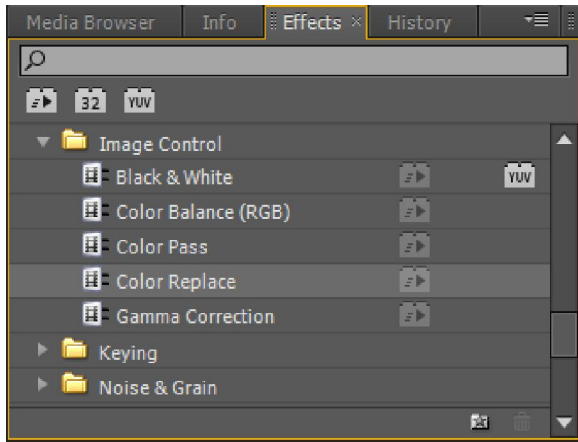 Media Browser Info Effects × History
32 YUV
Image Control
Black & White YUV
Color Balance (RGB)
Color Pass
Color Replace
Gamma Correction
Keying
Noise & Grain